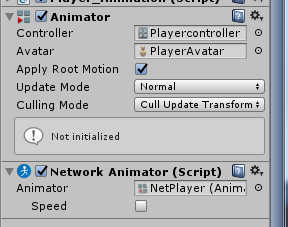 Player_Animation (Script)
Animator
Controller Playercontroller
Avatar PlayerAvatar
Apply Root Motion
Update Mode Normal
Culling Mode Cull Update Transform
Not initialized
Network Animator (Script)
Animator NetPlayer (Anim
Speed